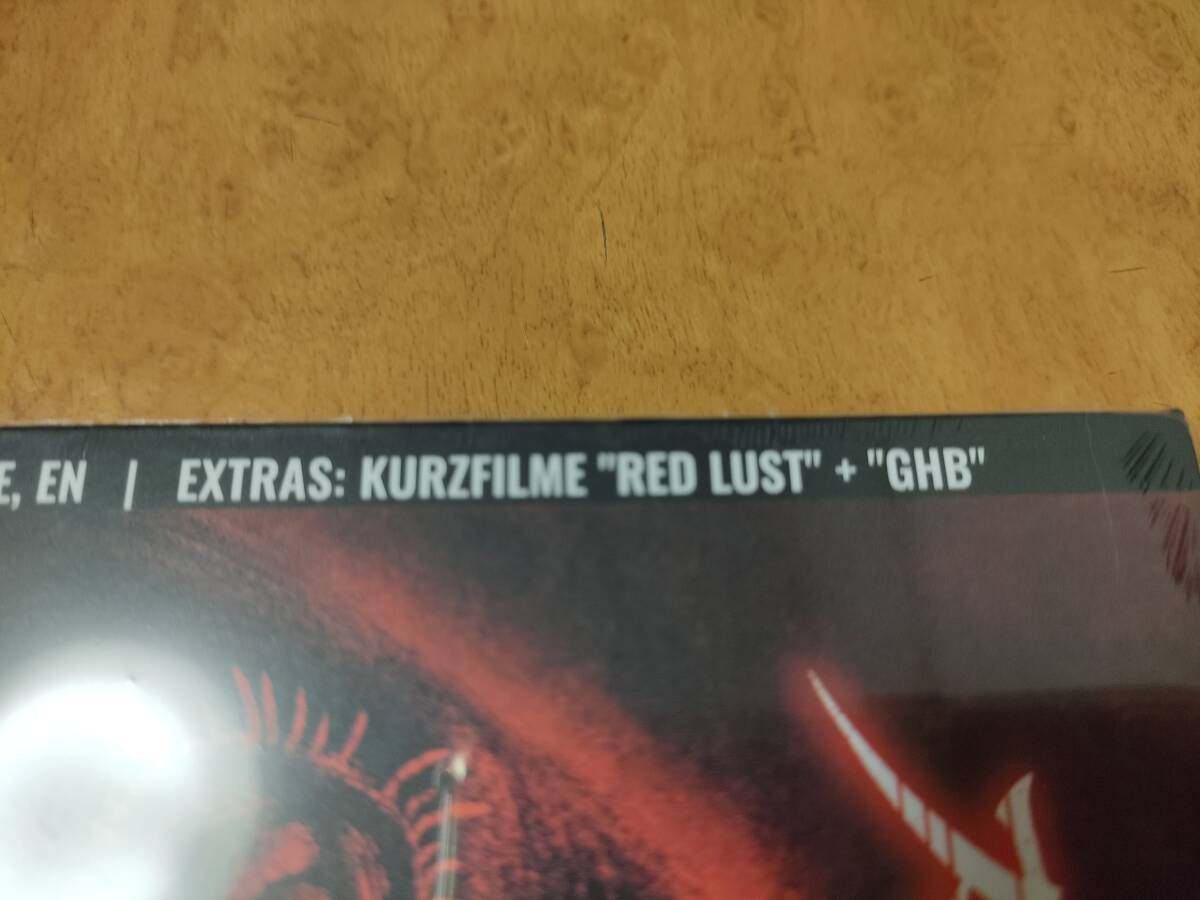 E, EN | EXTRAS: KURZFILME "RED LUST" + "GHB"